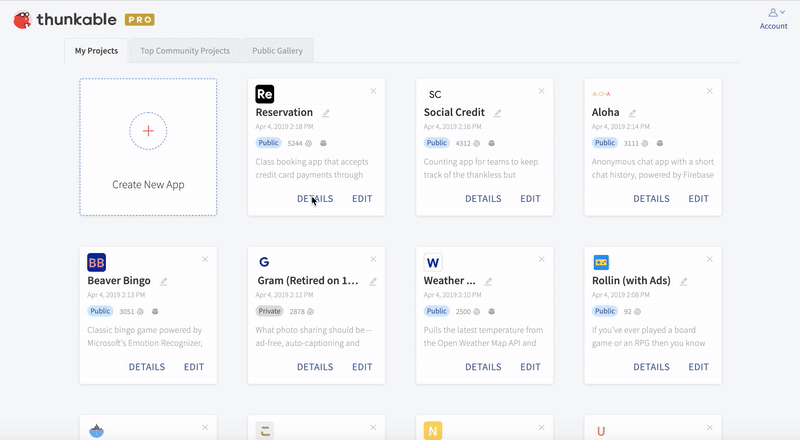 thunkable PRO
Account
My Projects
Top Community Projects
Public Gallery
Create New App
Re
Reservation
Apr 4, 2019 2:18 PM
Public 5244
Class booking app that accepts
credit card payments through
DETAILS EDIT
SC
Social Credit
Apr 4, 2019 2:16 PM
Public 4312
Counting app for teams to keep
track of the thankless but
DETAILS EDIT
ALOHA
Aloha
Apr 4, 2019 2:14 PM
Public 3111
Anonymous chat app with a short
chat history, powered by Firebase
DETAILS EDIT
BB
Beaver Bingo
Apr 4, 2019 2:13 PM
Public 3051
Classic bingo game powered by
Microsoft's Emotion Recognizer,
DETAILS EDIT
G
Gram (Retired on 1...
Apr 4, 2019 2:12 PM
Private 2878
What photo sharing should be --
ad-free, auto-captioning and
DETAILS EDIT
W
Weather ...
Apr 4, 2019 2:10 PM
Public 2500
Pulls the latest temperature from
the Open Weather Map API and
DETAILS EDIT
Rollin (with Ads)
Apr 4, 2019 2:08 PM
Public 92
If you've ever played a board
game or an RPG then you know
DETAILS EDIT
N
U